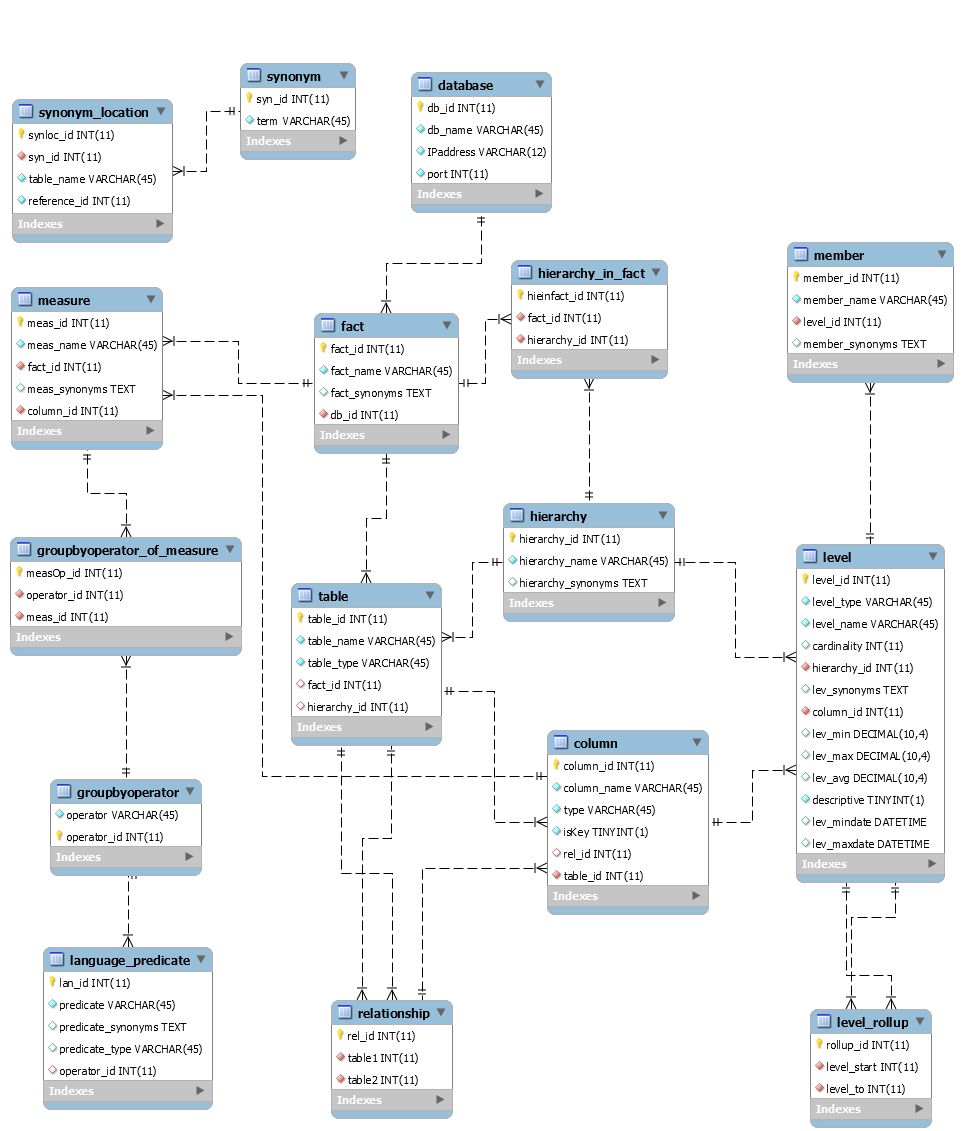 synonym
syn_id INT(11)
term VARCHAR(45)
Indexes
database
db_id INT(11)
db_name VARCHAR(45)
IPaddress VARCHAR(12)
port INT(11)
Indexes
synonym_location
synloc_id INT(11)
syn_id INT(11)
table_name VARCHAR(45)
reference_id INT(11)
Indexes
member
member_id INT(11)
member_name VARCHAR(45)
level_id INT(11)
member_synonyms TEXT
Indexes
hierarchy_in_fact
hieinfact_id INT(11)
fact_id INT(11)
hierarchy_id INT(11)
Indexes
measure
meas_id INT(11)
meas_name VARCHAR(45)
fact_id INT(11)
meas_synonyms TEXT
column_id INT(11)
Indexes
fact
fact_id INT(11)
fact_name VARCHAR(45)
fact_synonyms TEXT
db_id INT(11)
Indexes
hierarchy
hierarchy_id INT(11)
hierarchy_name VARCHAR(45)
hierarchy_synonyms TEXT
Indexes
groupbyoperator_of_measure
measOp_id INT(11)
operator_id INT(11)
meas_id INT(11)
Indexes
level
level_id INT(11)
level_type VARCHAR(45)
level_name VARCHAR(45)
cardinality INT(11)
hierarchy_id INT(11)
lev_synonyms TEXT
column_id INT(11)
lev_min DECIMAL(10,4)
lev_max DECIMAL(10,4)
lev_avg DECIMAL(10,4)
descriptive TINYINT(1)
lev_mindate DATETIME
lev_maxdate DATETIME
Indexes
table
table_id INT(11)
table_name VARCHAR(45)
table_type VARCHAR(45)
fact_id INT(11)
hierarchy_id INT(11)
Indexes
column
column_id INT(11)
column_name VARCHAR(45)
type VARCHAR(45)
isKey TINYINT(1)
rel_id INT(11)
table_id INT(11)
Indexes
groupbyoperator
operator VARCHAR(45)
operator_id INT(11)
Indexes
language_predicate
lan_id INT(11)
predicate VARCHAR(45)
predicate_synonyms TEXT
predicate_type VARCHAR(45)
operator_id INT(11)
Indexes
relationship
rel_id INT(11)
table1 INT(11)
table2 INT(11)
Indexes
level_rollup
rollup_id INT(11)
level_start INT(11)
level_to INT(11)
Indexes